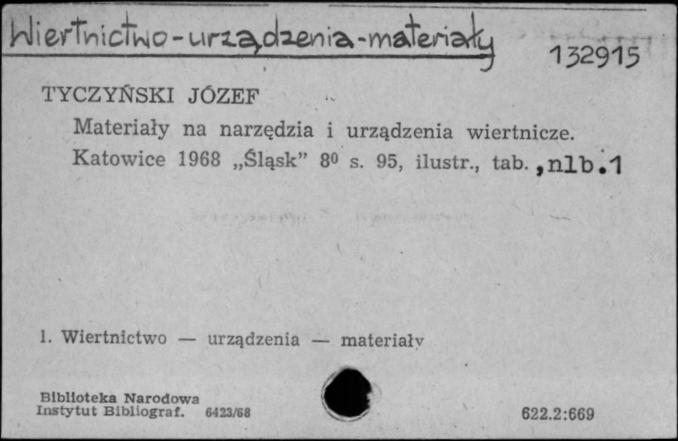 Wiertnictwo-urządzenia-materiały
132915
TYCZYŃSKI JÓZEF
Materiały na narzędzia i urządzenia wiertnicze.
Katowice 1968 „Śląsk” 8⁰ s. 95, ilustr., tab. , nlb. 1
1. Wiertnictwo — urządzenia — materiały
Biblioteka Narodowa
Instytut Bibliograf. 6423/68
622.2:669